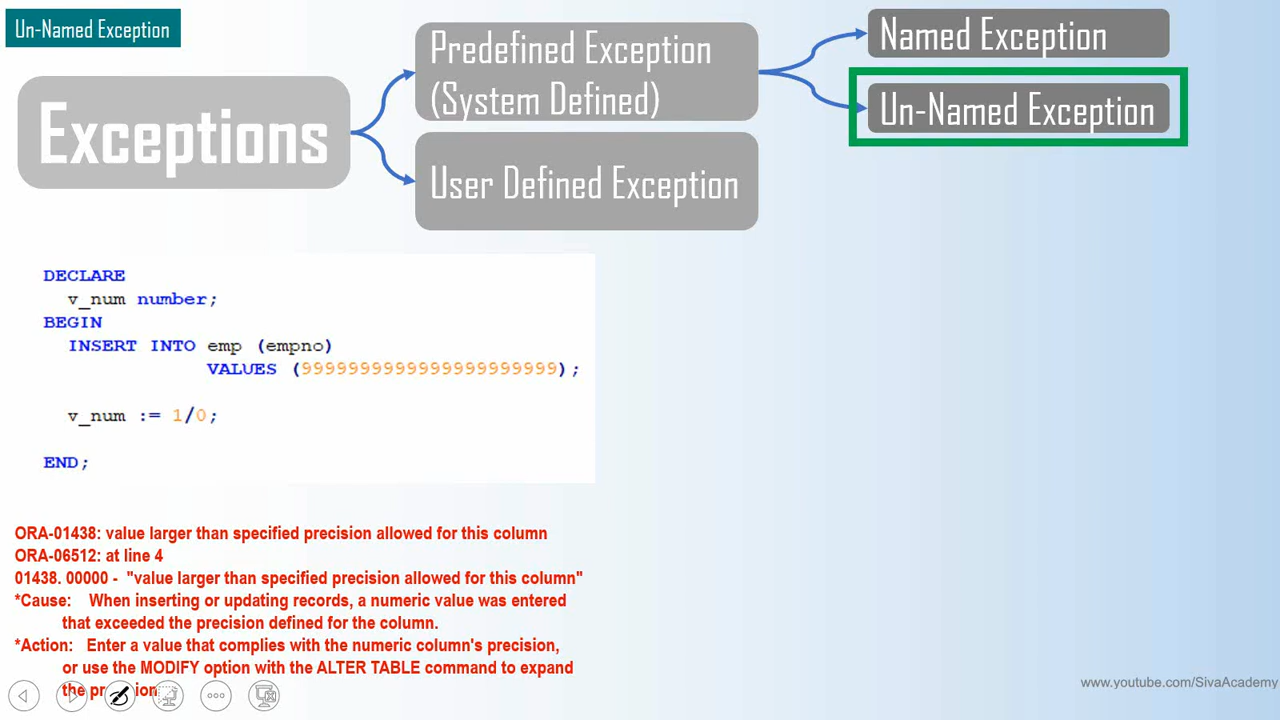 Un-Named Exception
Exceptions
Predefined Exception
(System Defined)
User Defined Exception
Named Exception
Un-Named Exception
DECLARE
v_num number;
BEGIN
INSERT INTO emp (empno)
VALUES (9999999999999999999999);
v_num := 1/0;
END;
ORA-01438: value larger than specified precision allowed for this column
ORA-06512: at line 4
01438. 00000 - "value larger than specified precision allowed for this column"
*Cause: When inserting or updating records, a numeric value was entered
that exceeded the precision defined for the column.
*Action: Enter a value that complies with the numeric column's precision,
or use the MODIFY option with the ALTER TABLE command to expand
the
www.youtube.com/SivaAcademy